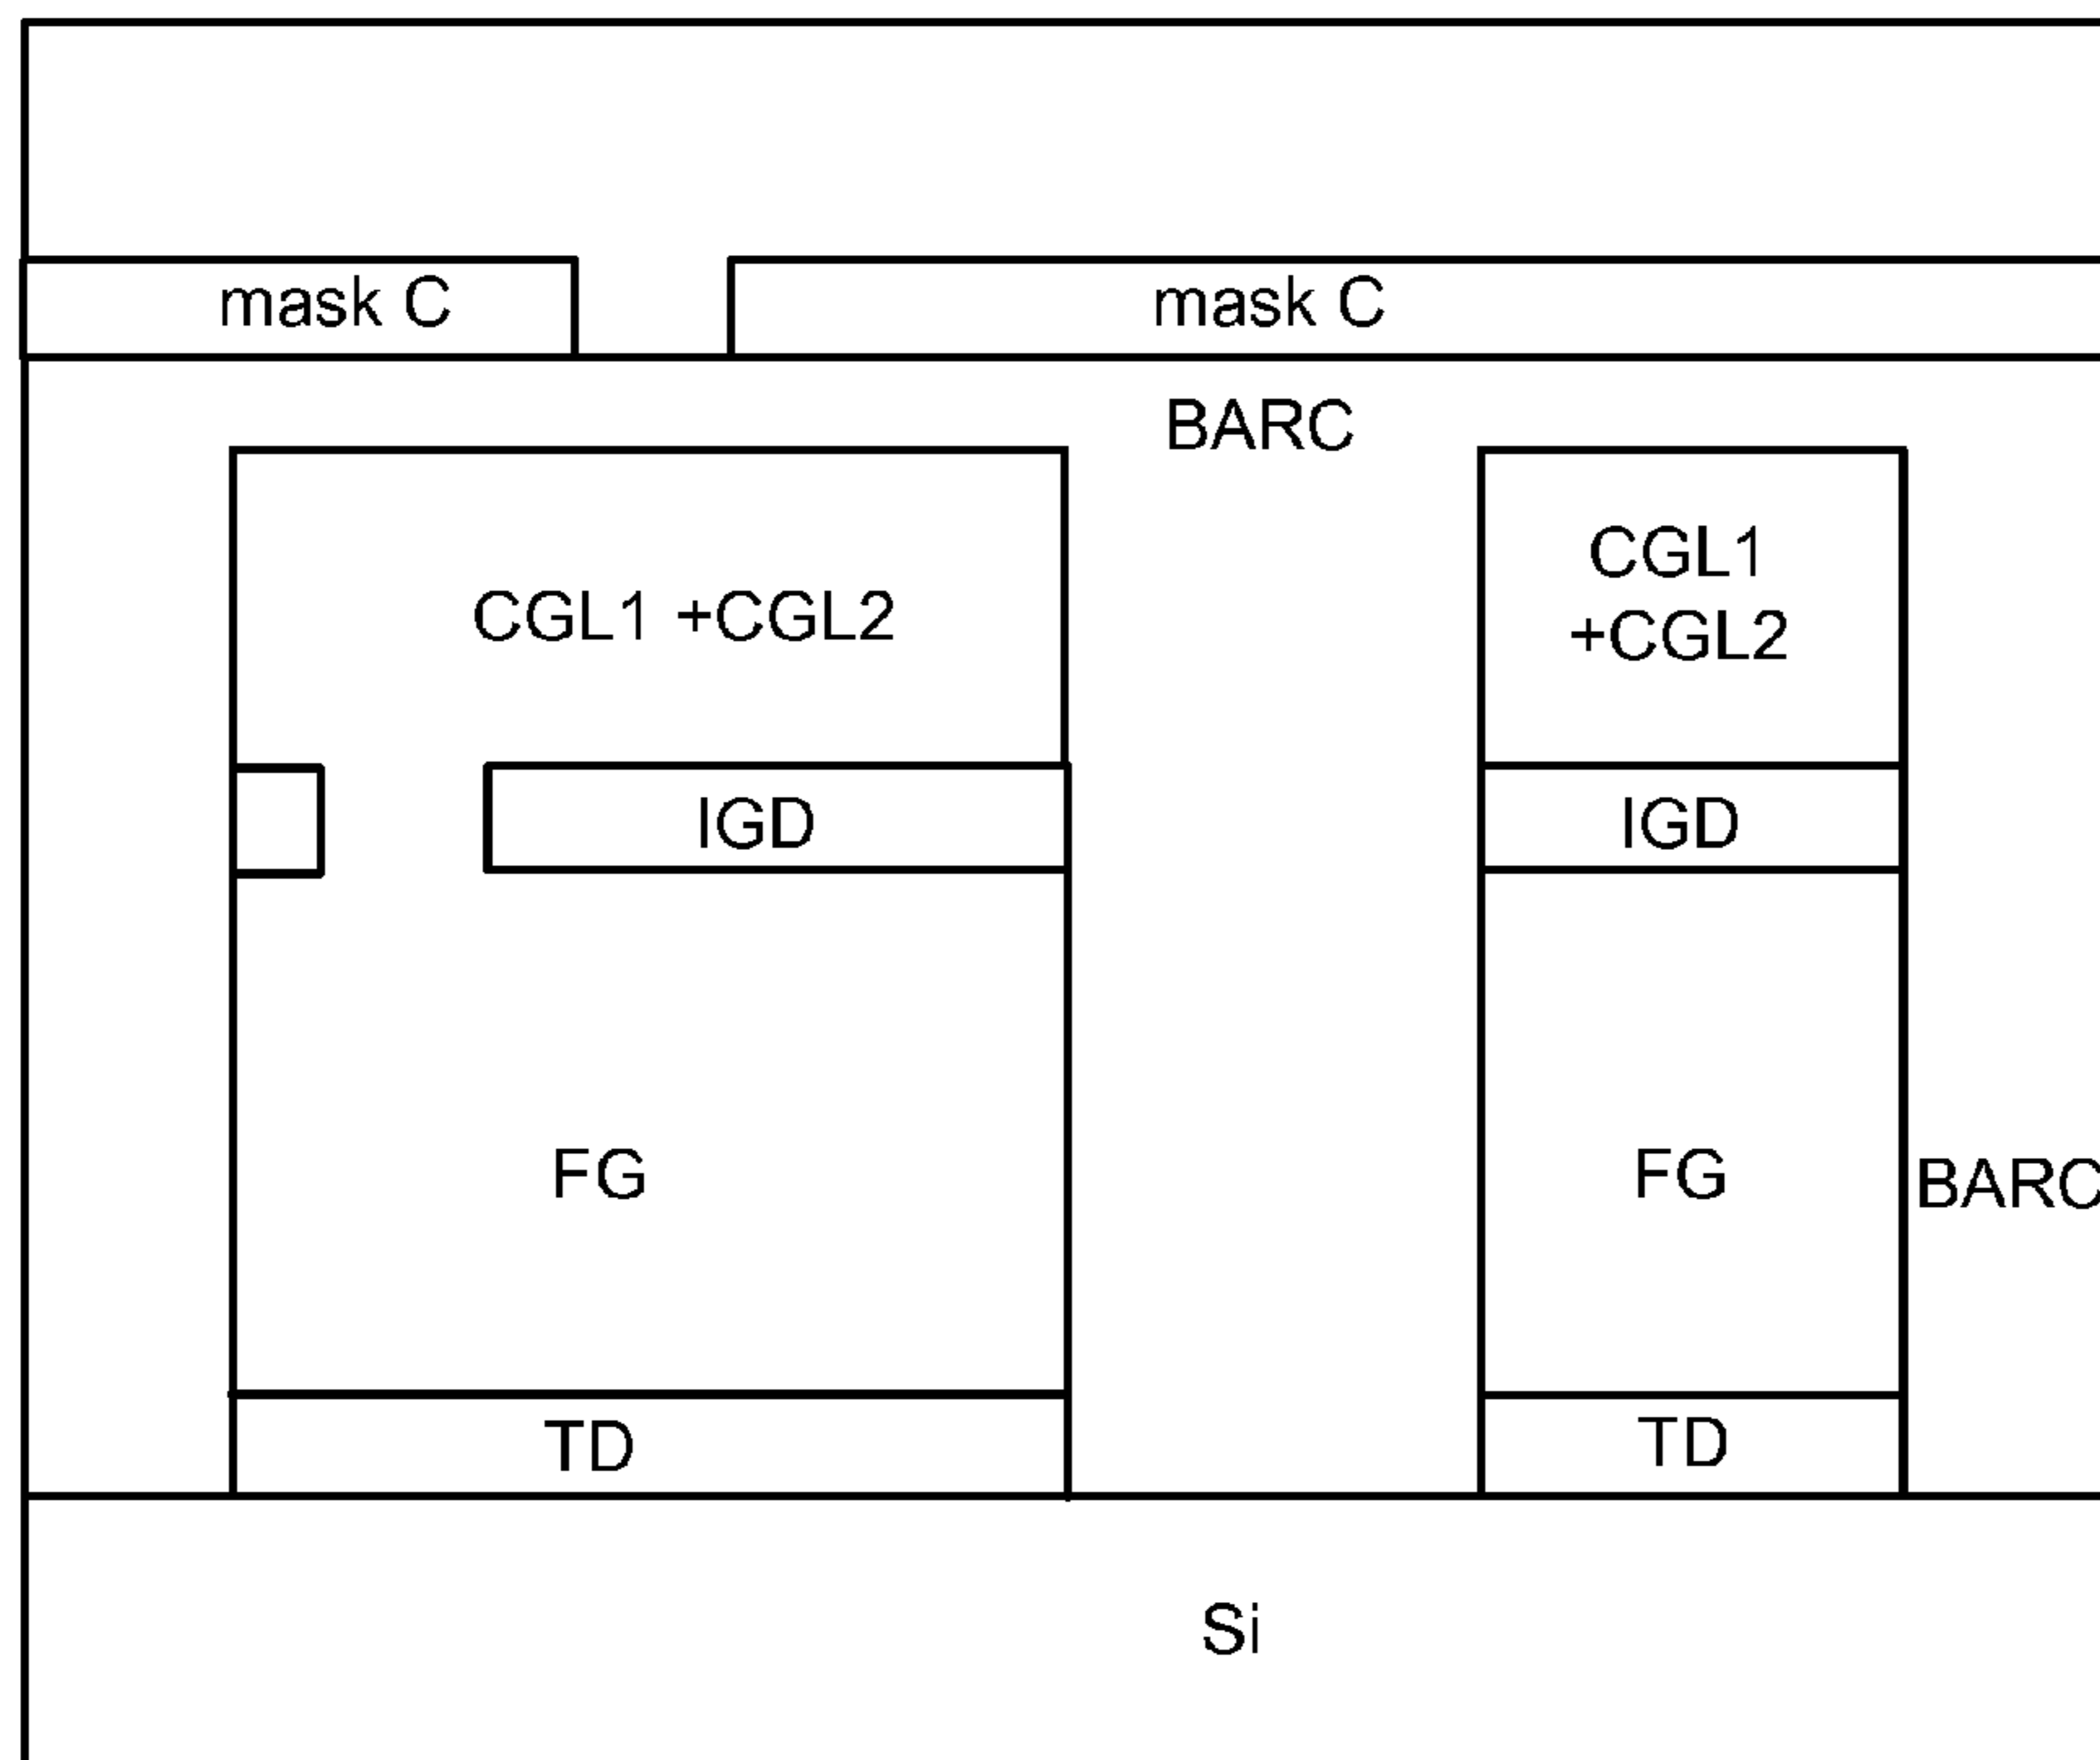 mask C
mask C
BARC
CGL1 +CGL2
CGL1
+CGL2
IGD
IGD
FG
FG
BARC
TD
TD
Si